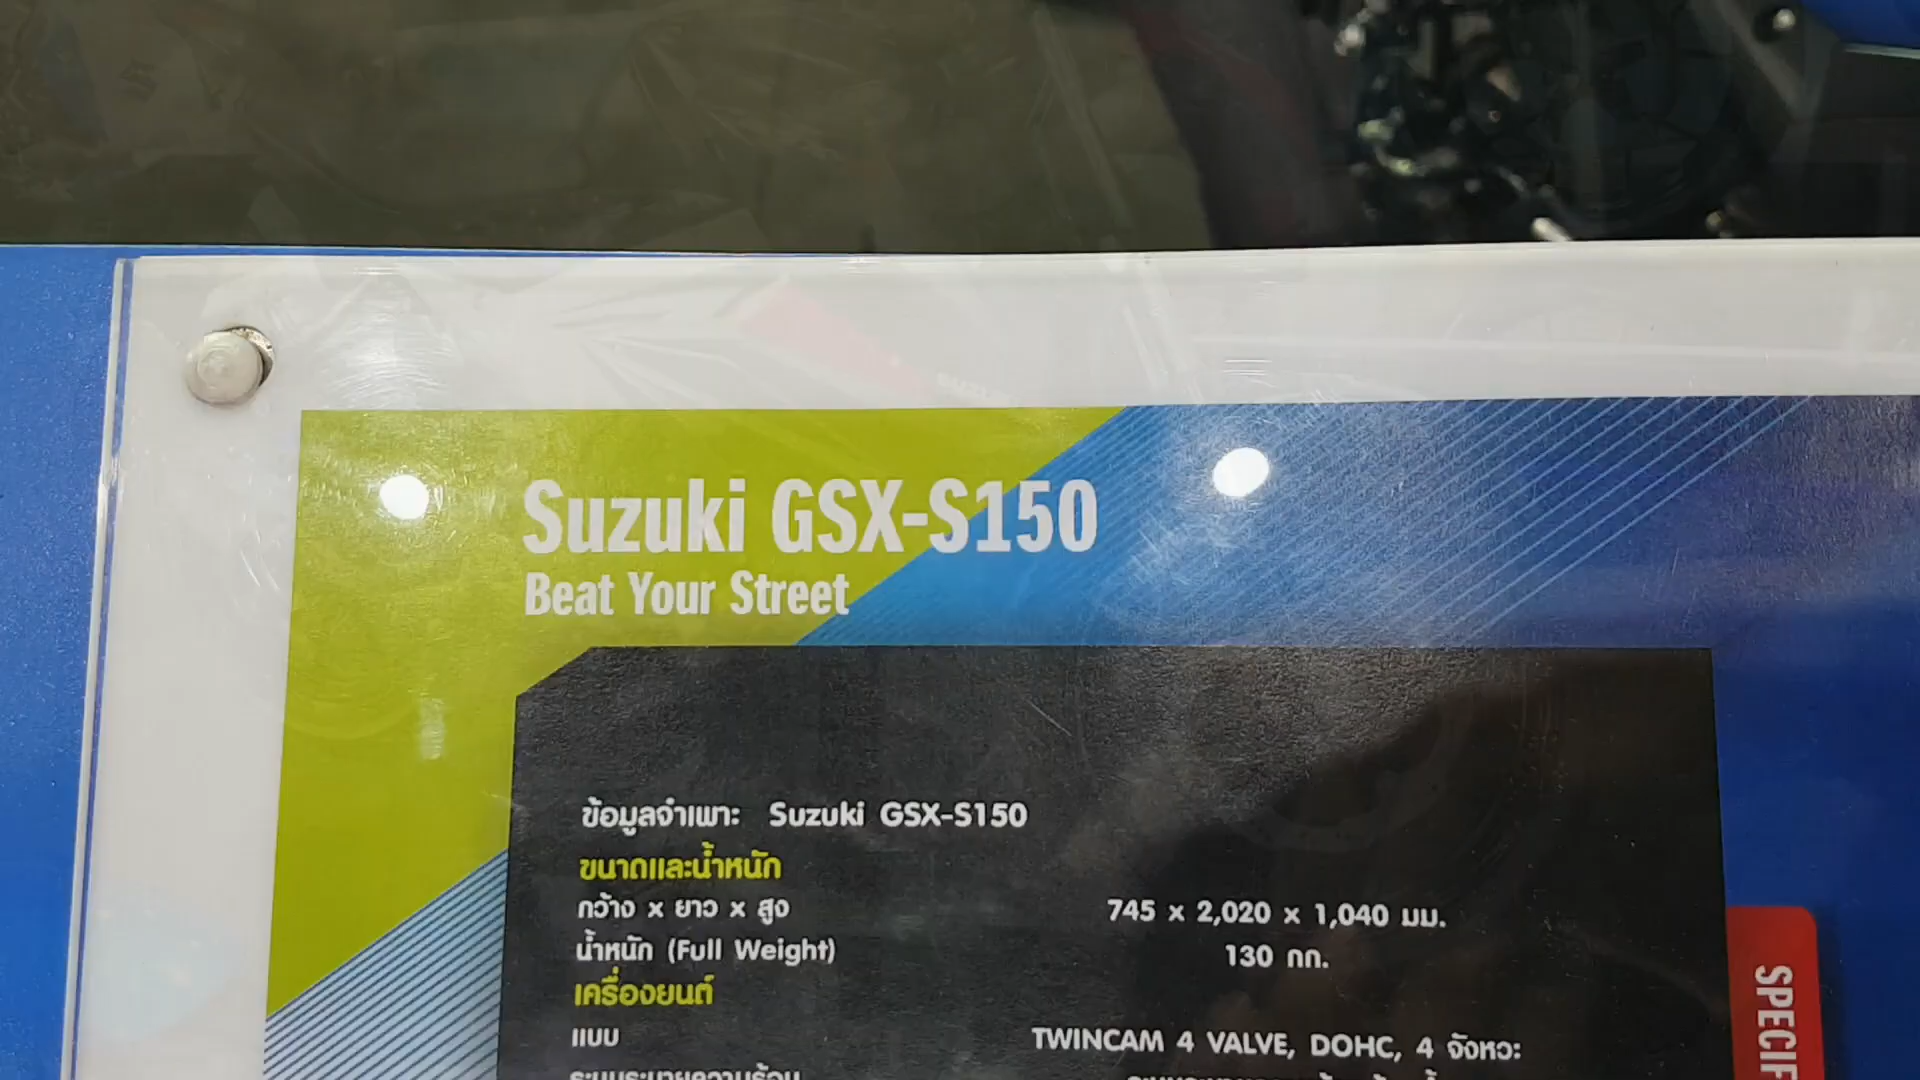 Suzuki GSX-S150
Beat Your Street
ข้อมูลจำเพาะ Suzuki GSX-S150
ขนาดและน้ำหนัก
กว้าง x ยาว x สูง 745 x 2,020 x 1,040 มม.
น้ำหนัก (Full Weight) 130 กก.
เครื่องยนต์
แบบ TWINCAM 4 VALVE, DOHC, 4 จังหวะ
ระบบระบายความร้อน
SPECIF